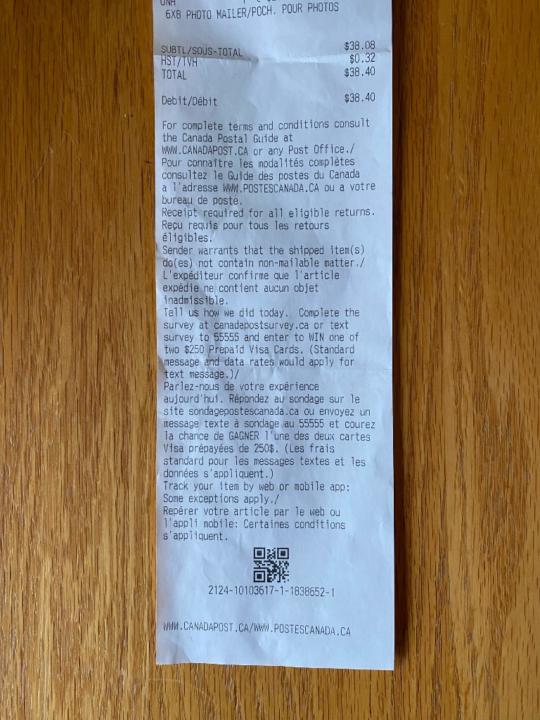 6X8 PHOTO MAILER/POCH. POUR PHOTOS
SUBTL/SOUS-TOTAL $38.08
HST/TVH $0.32
TOTAL $38.40
Debit/Débit $38.40
For complete terms and conditions consult
the Canada Postal Guide at
WWW.CANADAPOST.CA or any Post Office./
Pour connaître les modalités complètes
consultez le Guide des postes du Canada
a l'adresse WWW.POSTESCANADA.CA ou a votre
bureau de poste.
Receipt required for all eligible returns.
Reçu requis pour tous les retours
éligibles.
Sender warrants that the shipped item(s)
do(es) not contain non-mailable matter./
L'expéditeur confirme que l'article
expédie ne contient aucun objet
inadmissible.
Tell us how we did today. Complete the
survey at canadapostsurvey.ca or text
survey to 55555 and enter to WIN one of
two $250 Prepaid Visa Cards. (Standard
message and data rates would apply for
text message.)/
Parlez-nous de votre expérience
aujourd'hui. Répondez au sondage sur le
site sondagepostescanada.ca ou envoyez un
message texte à sondage au 55555 et courez
la chance de GAGNER l'une des deux cartes
Visa prépayées de 250$. (Les frais
standard pour les messages textes et les
données s'appliquent.)
Track your item by web or mobile app:
Some exceptions apply./
Repérer votre article par le web ou
l'appli mobile: Certaines conditions
s'appliquent.
2124-10103617-1-1838652-1
WWW.CANADAPOST.CA/WWW.POSTESCANADA.CA